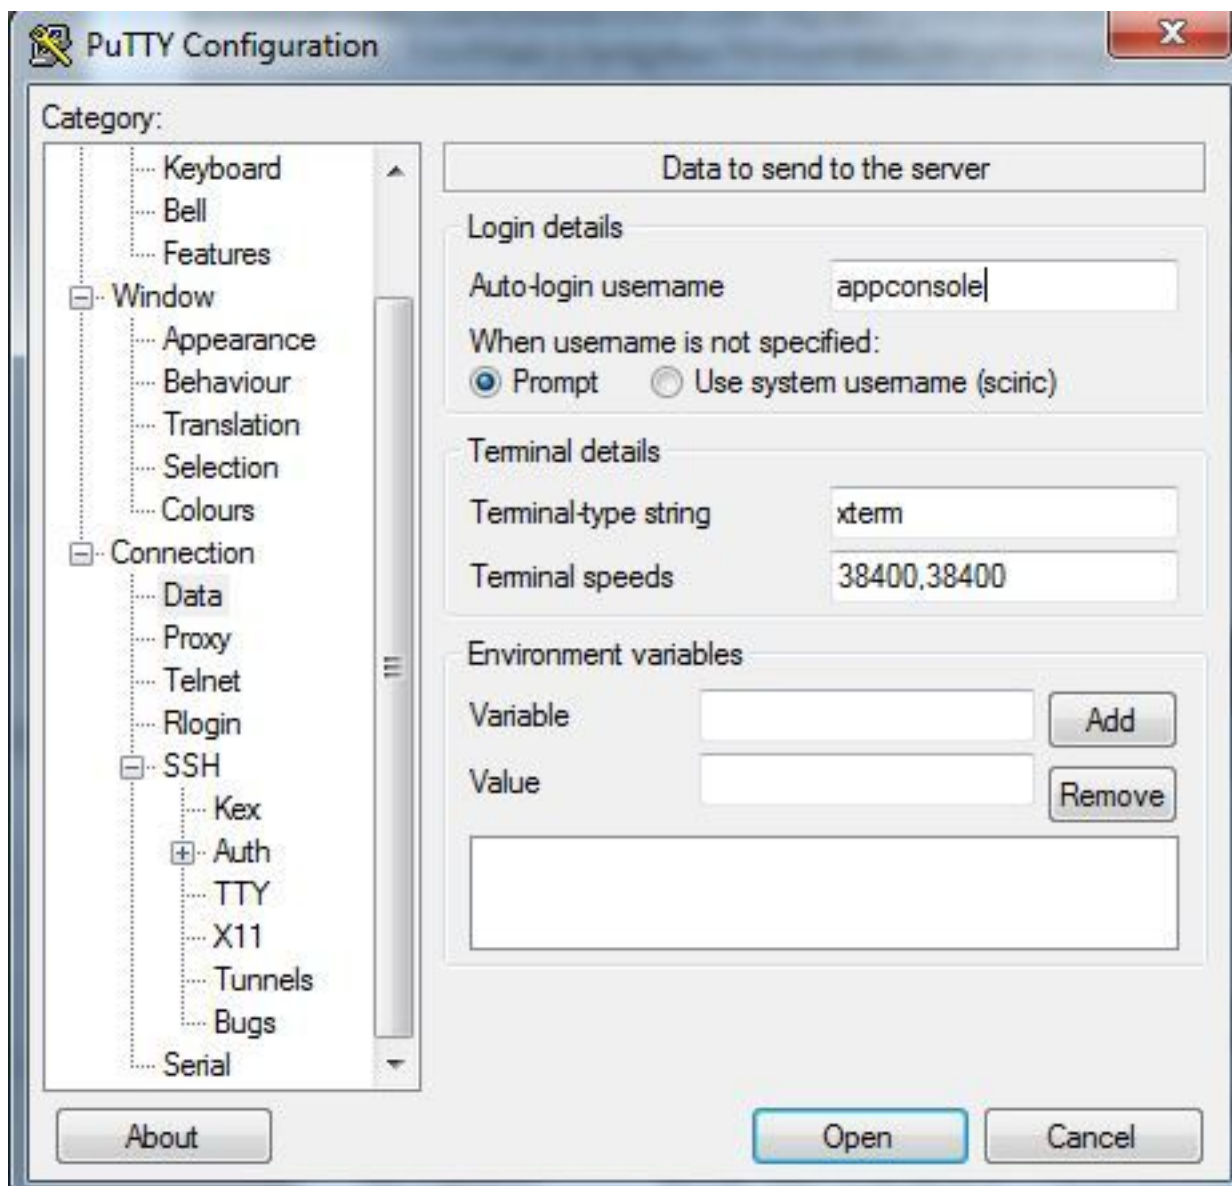 PuTTY Configuration
Category:
Keyboard
Bell
Features
Window
Appearance
Behaviour
Translation
Selection
Colours
Connection
Data
Proxy
Telnet
Rlogin
SSH
Kex
Auth
TTY
X11
Tunnels
Bugs
Serial
Data to send to the server
Login details
Auto-login username appconsole
When username is not specified:
Prompt Use system username (sciric)
Terminal details
Terminal-type string xterm
Terminal speeds 38400,38400
Environment variables
Variable Add
Value Remove
About Open Cancel